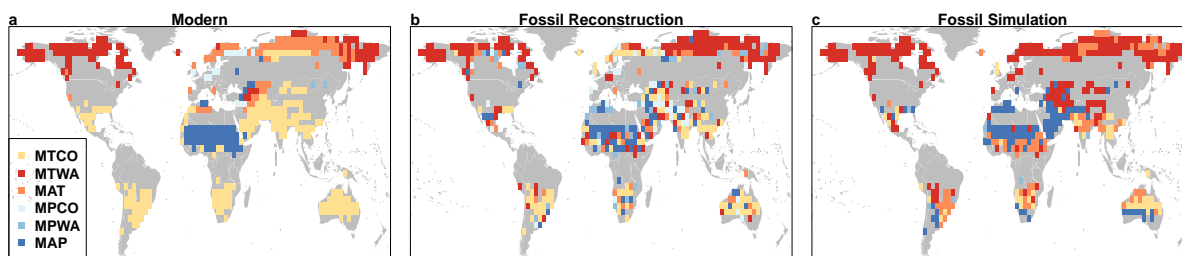 a Modern
b Fossil Reconstruction
c Fossil Simulation
MTCO
MTWA
MAT
MPCO
MPWA
MAP